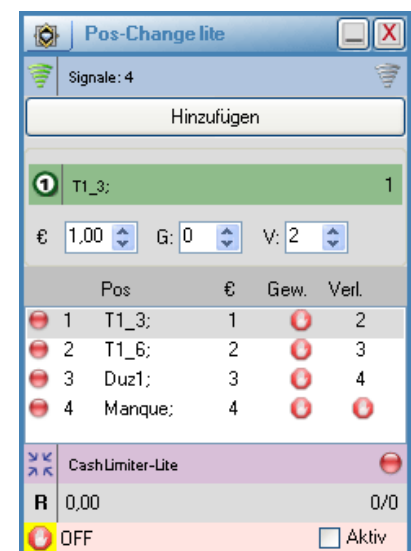 Pos-Change lite
Signale: 4
Hinzufügen
1 T1_3; 1
€ 1,00 G: 0 V: 2
Pos € Gew. Verl.
1 T1_3; 1 2
2 T1_6; 2 3
3 Duz1; 3 4
4 Manque; 4
CashLimiter-Lite
R 0,00 0/0
OFF Aktiv